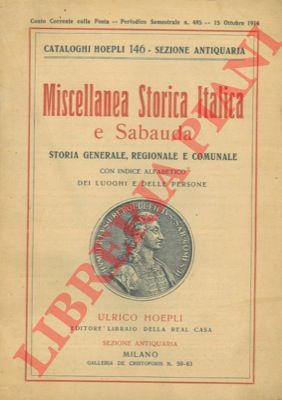 Conto Corrente colla Posta -- Periodico Semestrale n. 485 -- 15 Ottobre 1914
CATALOGHI HOEPLI 146 - SEZIONE ANTIQUARIA
Miscellanea Storica Italica
e Sabauda
STORIA GENERALE, REGIONALE E COMUNALE
CON INDICE ALFABETICO
DEI LUOGHI E DELLE PERSONE
ULRICO HOEPLI
EDITORE LIBRAIO DELLA REAL CASA
SEZIONE ANTIQUARIA
MILANO
GALLERIA DE CRISTOFORIS N. 59-63
LIBRERIA PIANI